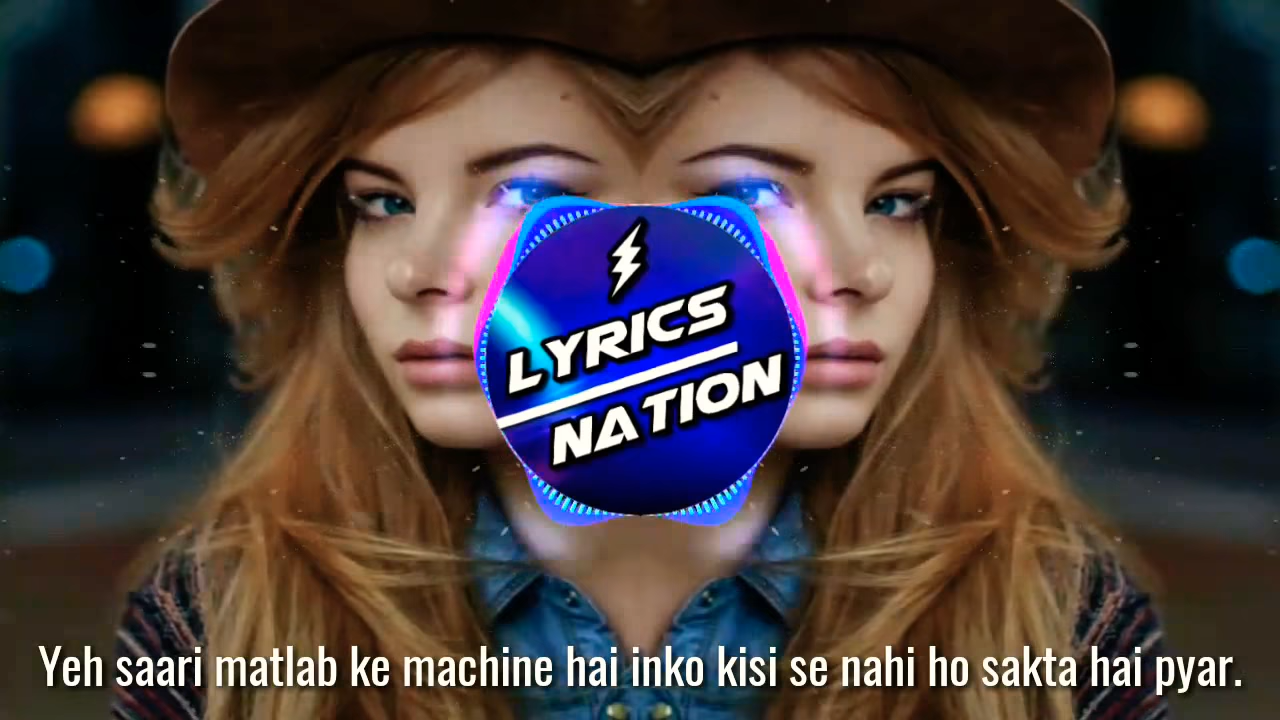 LYRICS
NATION
Yeh saari matlab ke machine hai inko kisi se nahi ho sakta hai pyar.